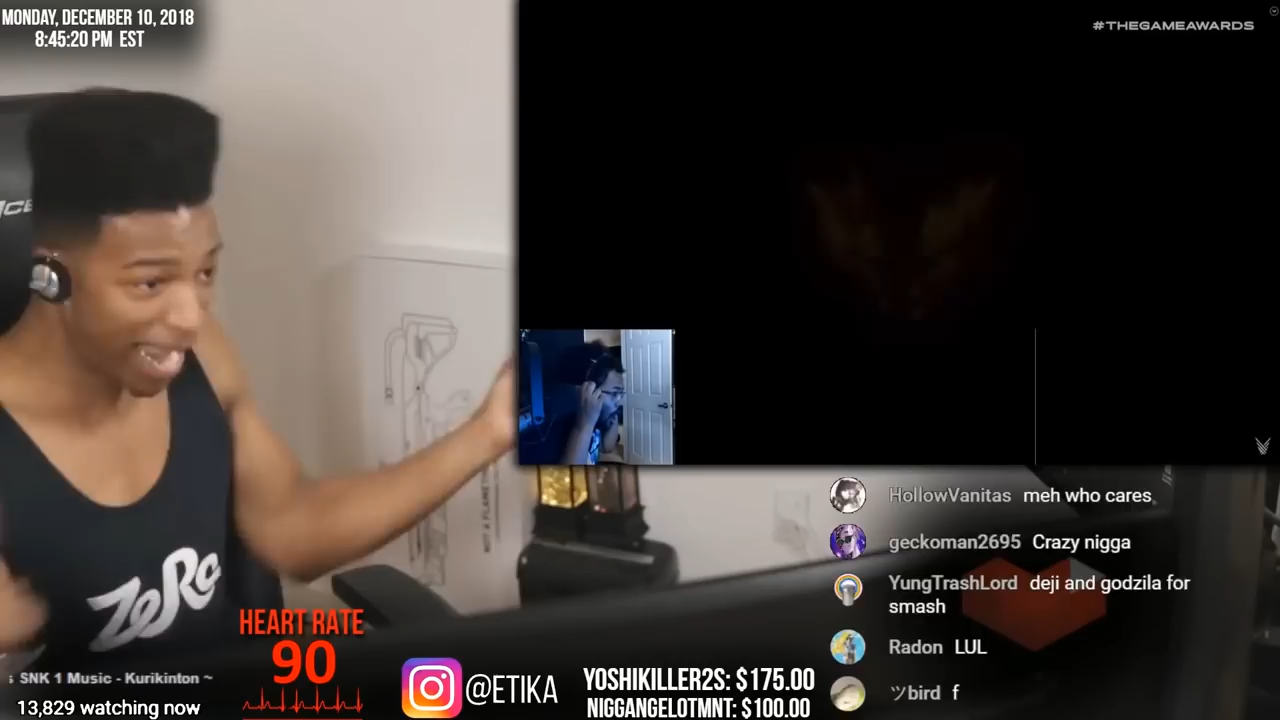 MONDAY, DECEMBER 10, 2018
8:45:20 PM EST
#THEGAMEAWARDS
NOT A FLAME
HollowVanitas meh who cares
geckoman2695 Crazy nigga
YungTrashLord deji and godzila for
smash
Radon LUL
ツbird f
ZeRo
HEART RATE
90
SNK 1 Music - Kurikinton ~
13,829 watching now
@ETIKA
YOSHIKILLER2S: $175.00
NIGGANGELOTMNT: $100.00